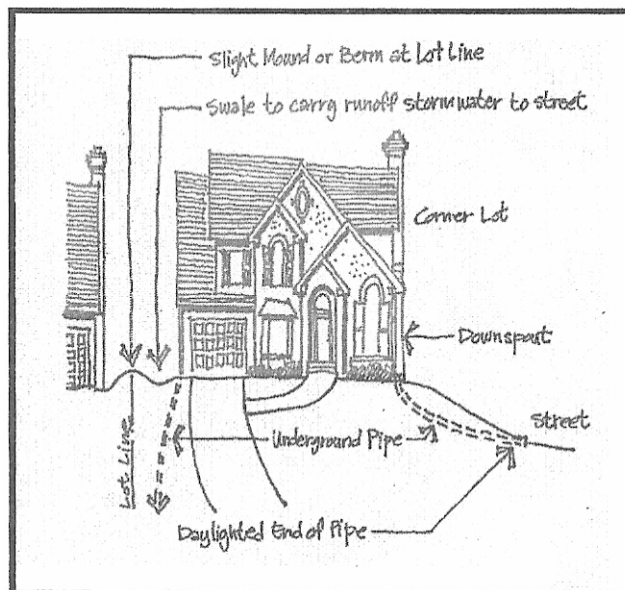 Slight Mound or Berm at Lot Line
Swale to carry runoff stormwater to street
Corner Lot
Downspout
Street
Underground Pipe
Lot Line
Daylighted End of Pipe